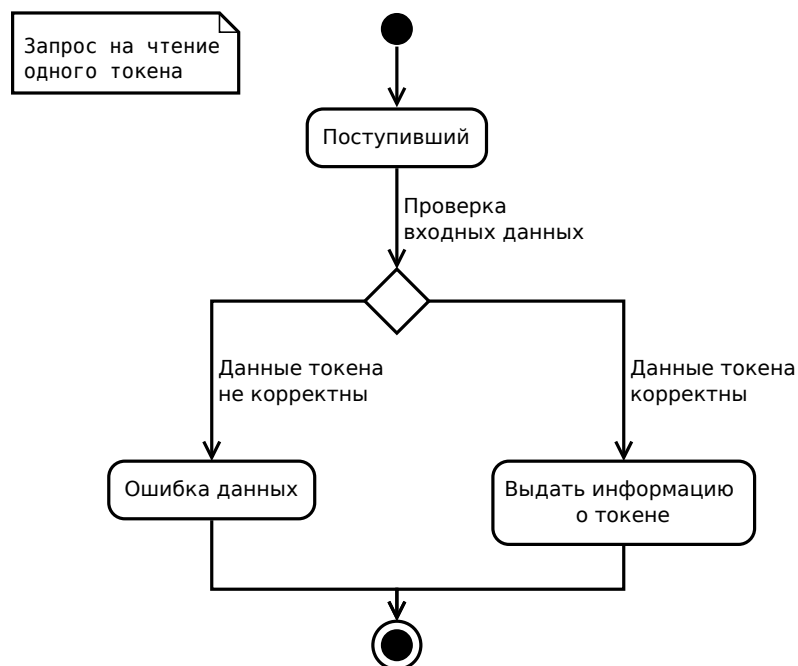 Запрос на чтение
одного токена
Поступивший
Проверка
входных данных
Данные токена
не корректны
Данные токена
корректны
Ошибка данных
Выдать информацию
о токене